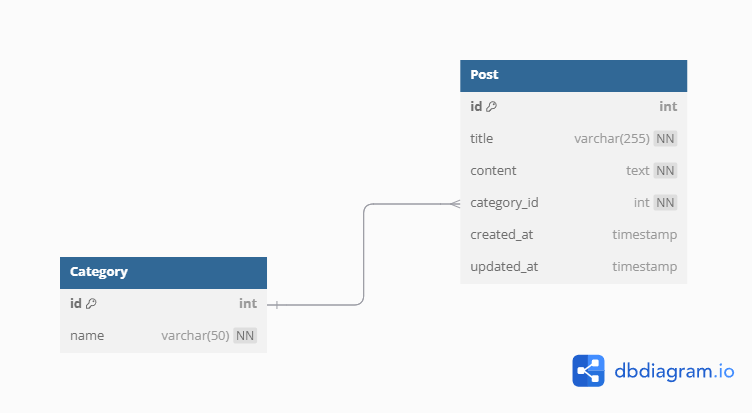 Post
id int
title varchar(255) NN
content text NN
category_id int NN
created_at timestamp
updated_at timestamp
Category
id int
name varchar(50) NN
dbdiagram.io